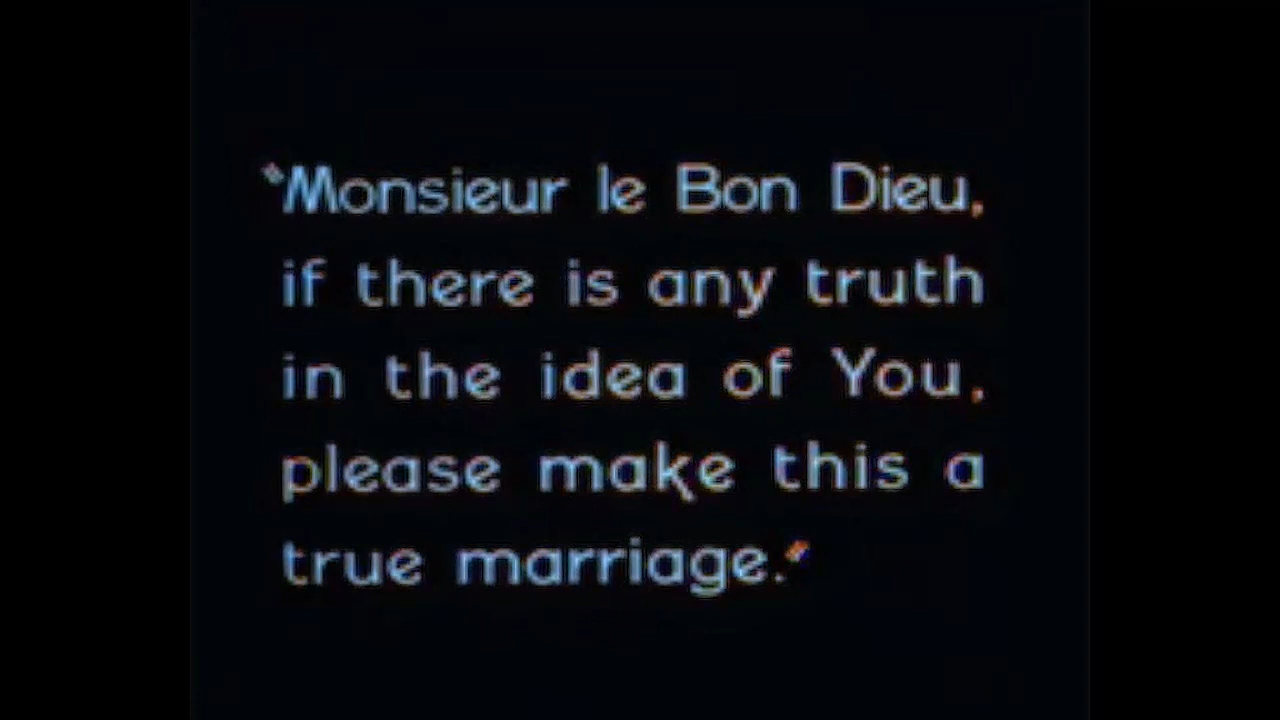 "Monsieur le Bon Dieu,
if there is any truth
in the idea of You,
please make this a
true marriage."